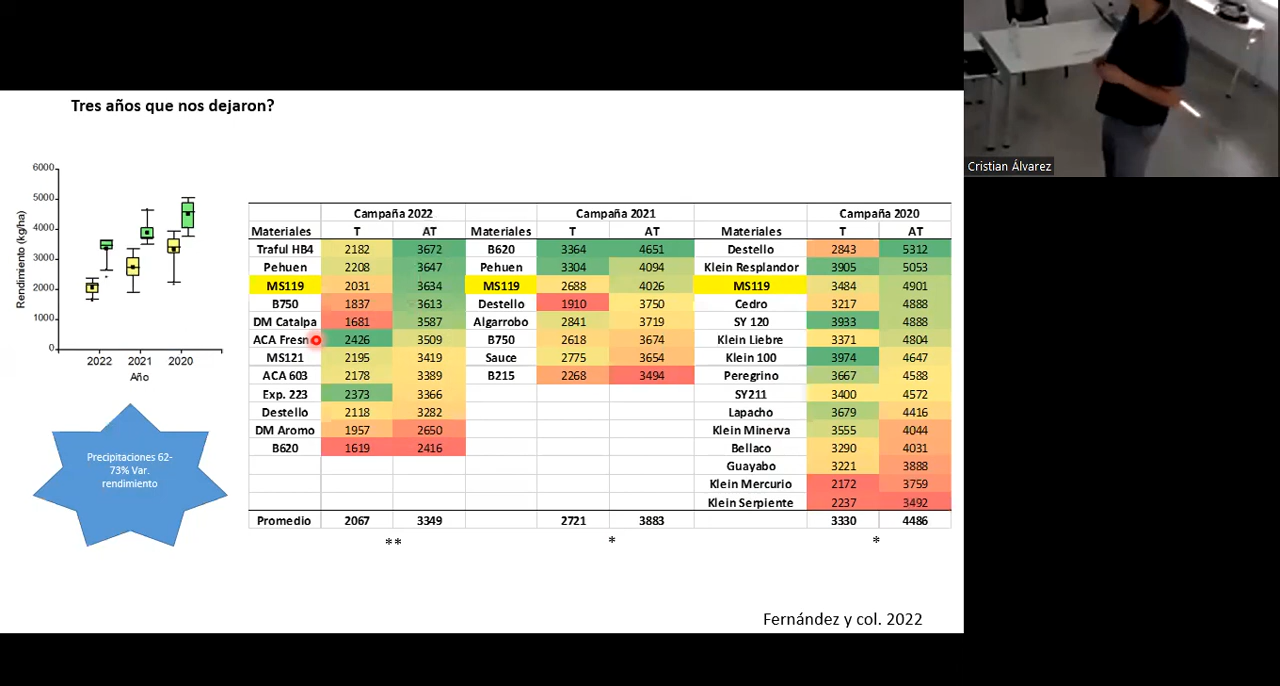 Tres años que nos dejaron?
Cristian Álvarez
Rendimiento (kg/ha)
6000
5000
4000
3000
2000
1000
0
2022 2021 2020
Año
Precipitaciones 62-
73% Var.
rendimiento
Campaña 2022 Campaña 2021 Campaña 2020
Materiales T AT Materiales T AT Materiales T AT
Traful HB4 2182 3672 B620 3364 4651 Destello 2843 5312
Pehuen 2208 3647 Pehuen 3304 4094 Klein Resplandor 3905 5053
MS119 2031 3634 MS119 2688 4026 MS119 3484 4901
B750 1837 3613 Destello 1910 3750 Cedro 3217 4888
DM Catalpa 1681 3587 Algarrobo 2841 3719 SY 120 3933 4888
ACA Fresno 2426 3509 B750 2618 3674 Klein Liebre 3371 4804
MS121 2195 3419 Sauce 2775 3654 Klein 100 3974 4647
ACA 603 2178 3389 B215 2268 3494 Peregrino 3667 4588
Exp. 223 2373 3366 SY211 3400 4572
Destello 2118 3282 Lapacho 3679 4416
DM Aromo 1957 2650 Klein Minerva 3555 4044
B620 1619 2416 Bellaco 3290 4031
Guayabo 3221 3888
Klein Mercurio 2172 3759
Klein Serpiente 2237 3492
Promedio 2067 3349 2721 3883 3330 4486
** * *
Fernández y col. 2022